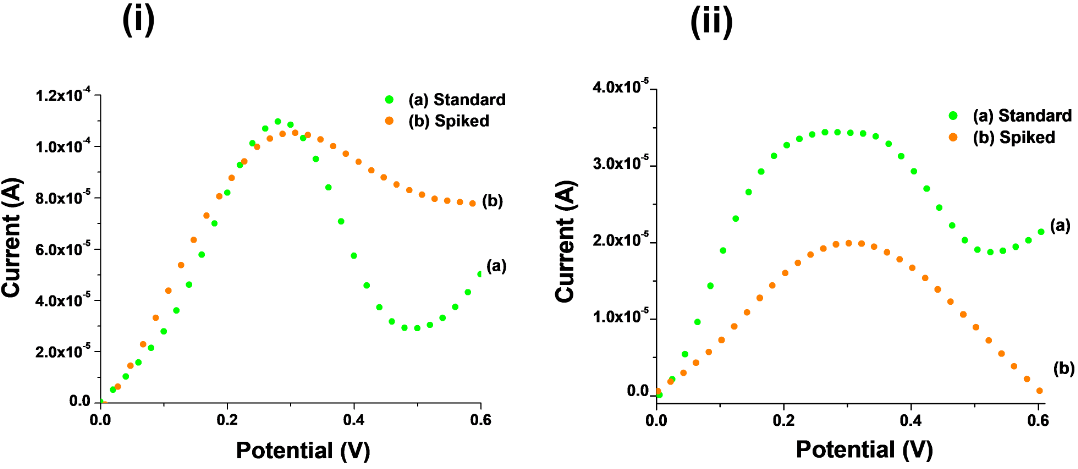 (i)
1.2x10⁻⁴
1.0x10⁻⁴
8.0x10⁻⁵
6.0x10⁻⁵
4.0x10⁻⁵
2.0x10⁻⁵
0.0
Current (A)
(a) Standard
(b) Spiked
(b)
(a)
0.0 0.2 0.4 0.6
Potential (V)
(ii)
4.0x10⁻⁵
3.0x10⁻⁵
2.0x10⁻⁵
1.0x10⁻⁵
0.0
Current (A)
(a) Standard
(b) Spiked
(a)
(b)
0.0 0.2 0.4 0.6
Potential (V)